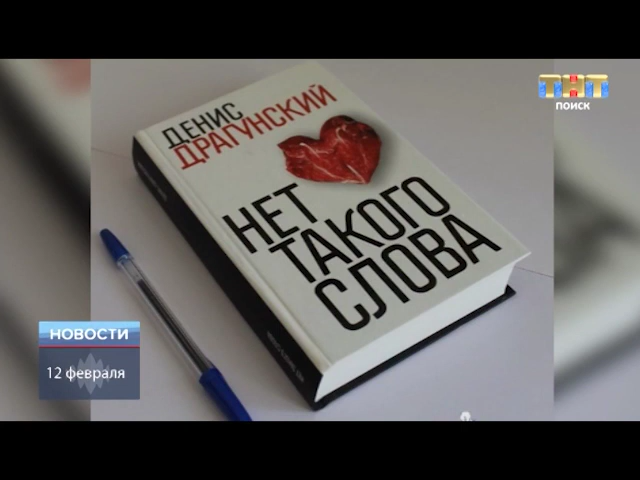 ТНТ
ПОИСК
ДЕНИС
ДРАГУНСКИЙ
НЕТ
ТАКОГО
СЛОВА
НОВОСТИ
12 февраля